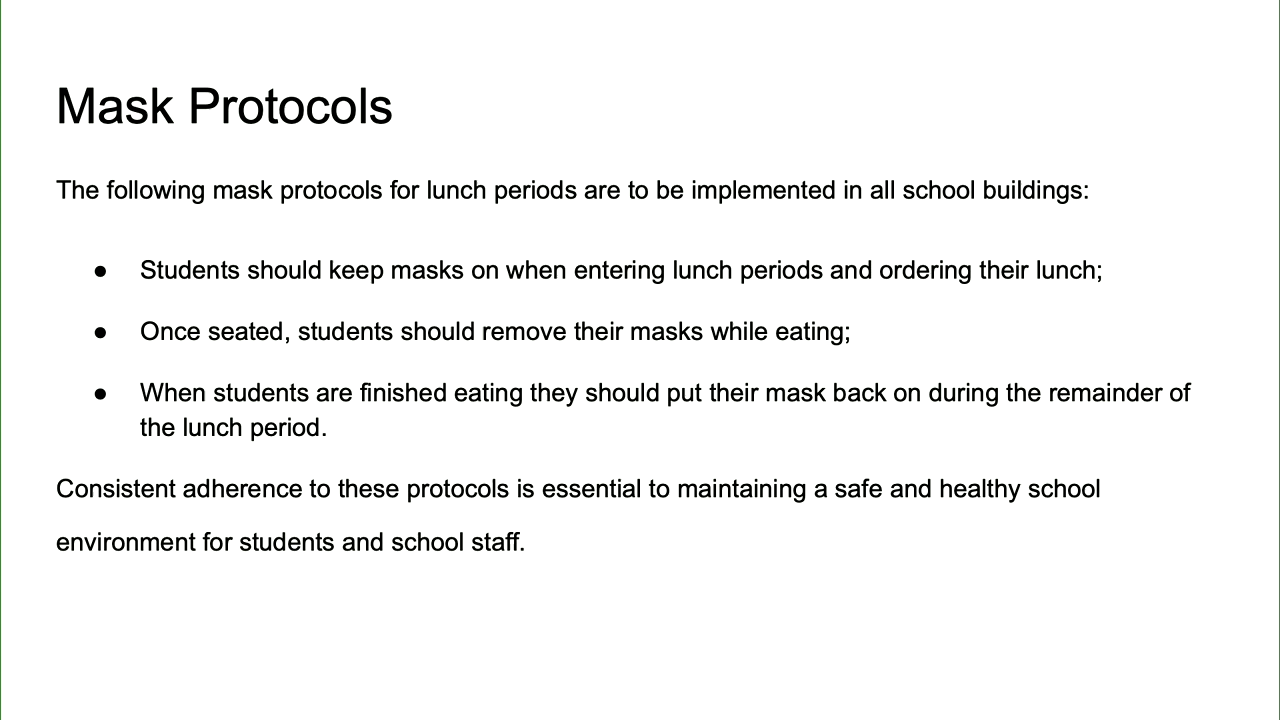 Mask Protocols
The following mask protocols for lunch periods are to be implemented in all school buildings:
● Students should keep masks on when entering lunch periods and ordering their lunch;
● Once seated, students should remove their masks while eating;
● When students are finished eating they should put their mask back on during the remainder of
the lunch period.
Consistent adherence to these protocols is essential to maintaining a safe and healthy school
environment for students and school staff.